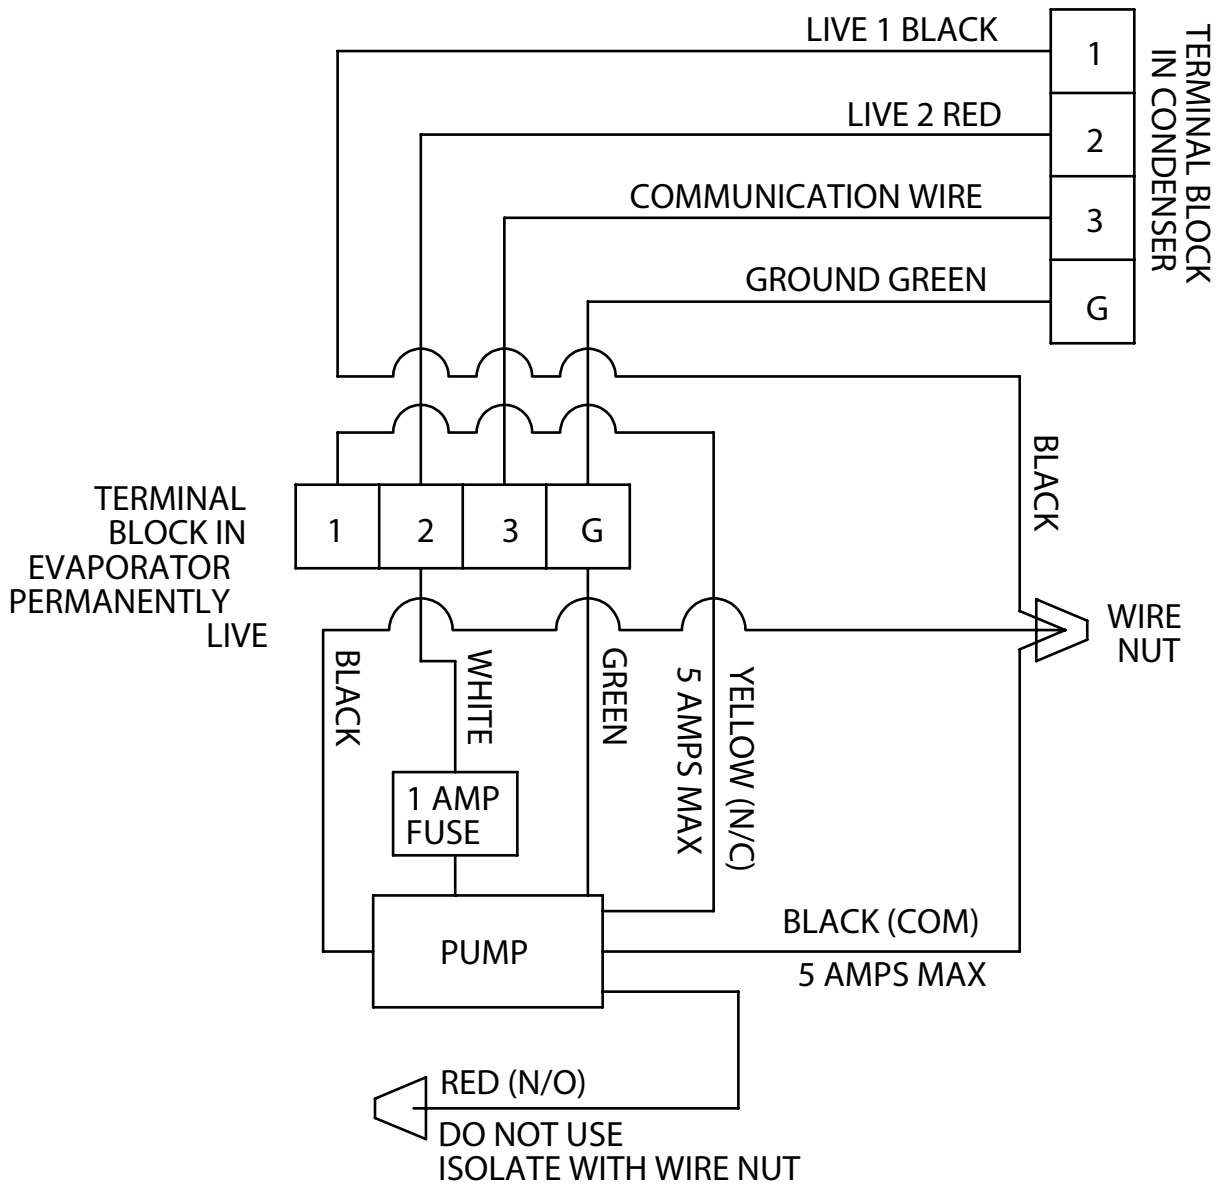 LIVE 1 BLACK
1
LIVE 2 RED
2
COMMUNICATION WIRE
3
GROUND GREEN
G
TERMINAL BLOCK
IN CONDENSER
BLACK
TERMINAL
BLOCK IN
EVAPORATOR
PERMANENTLY
LIVE
1
2
3
G
WIRE
NUT
BLACK
WHITE
GREEN
5 AMPS MAX
YELLOW (N/C)
1 AMP
FUSE
PUMP
BLACK (COM)
5 AMPS MAX
RED (N/O)
DO NOT USE
ISOLATE WITH WIRE NUT